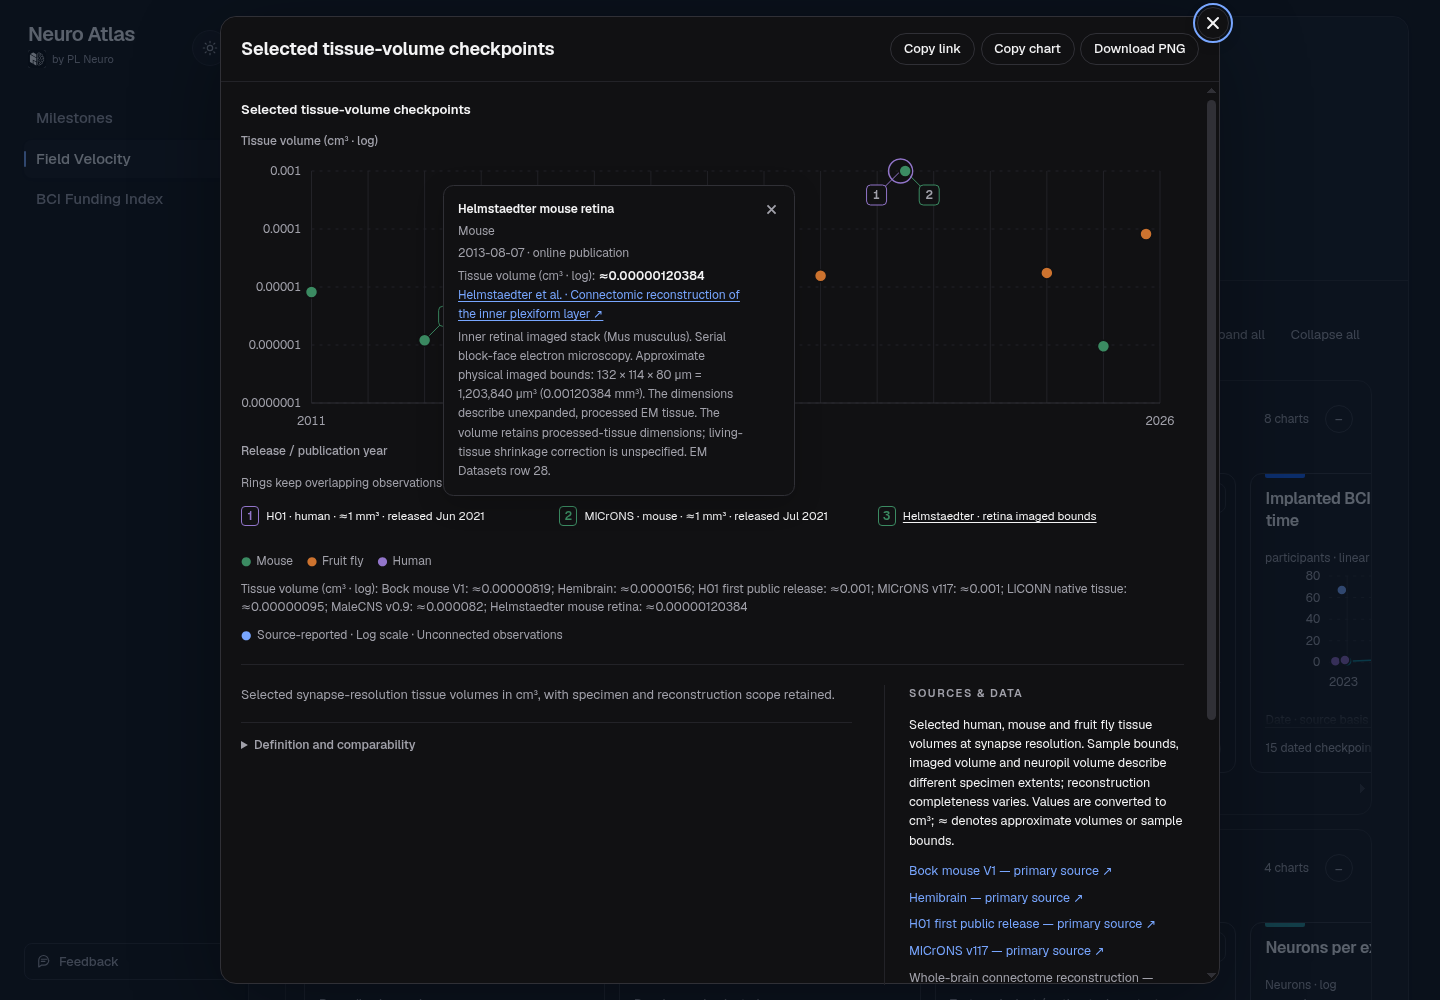 Neuro Atlas
by PL Neuro
Milestones
Field Velocity
BCI Funding Index
Feedback
Selected tissue-volume checkpoints
Copy link
Copy chart
Download PNG
Selected tissue-volume checkpoints
Tissue volume (cm³ · log)
0.001
0.0001
0.00001
0.000001
0.0000001
2011
2026
1
2
Helmstaedter mouse retina
Mouse
2013-08-07 · online publication
Tissue volume (cm³ · log): ≈0.00000120384
Helmstaedter et al. · Connectomic reconstruction of
the inner plexiform layer ↗
Inner retinal imaged stack (Mus musculus). Serial
block-face electron microscopy. Approximate
physical imaged bounds: 132 × 114 × 80 µm =
1,203,840 µm³ (0.00120384 mm³). The dimensions
describe unexpanded, processed EM tissue. The
volume retains processed-tissue dimensions; living-
tissue shrinkage correction is unspecified. EM
Datasets row 28.
Release / publication year
Rings keep overlapping observations
1 H01 · human · ≈1 mm³ · released Jun 2021
2 MICrONS · mouse · ≈1 mm³ · released Jul 2021
3 Helmstaedter · retina imaged bounds
Mouse
Fruit fly
Human
Tissue volume (cm³ · log): Bock mouse V1: ≈0.00000819; Hemibrain: ≈0.0000156; H01 first public release: ≈0.001; MICrONS v117: ≈0.001; LICONN native tissue:
≈0.00000095; MaleCNS v0.9: ≈0.000082; Helmstaedter mouse retina: ≈0.00000120384
Source-reported · Log scale · Unconnected observations
Selected synapse-resolution tissue volumes in cm³, with specimen and reconstruction scope retained.
Definition and comparability
SOURCES & DATA
Selected human, mouse and fruit fly tissue
volumes at synapse resolution. Sample bounds,
imaged volume and neuropil volume describe
different specimen extents; reconstruction
completeness varies. Values are converted to
cm³; ≈ denotes approximate volumes or sample
bounds.
Bock mouse V1 — primary source ↗
Hemibrain — primary source ↗
H01 first public release — primary source ↗
MICrONS v117 — primary source ↗
Whole-brain connectome reconstruction —
pand all
Collapse all
8 charts
Implanted BCI
time
participants · linear
80
60
40
20
0
2023
Date · source basis
15 dated checkpoin
4 charts
Neurons per e
Neurons · log